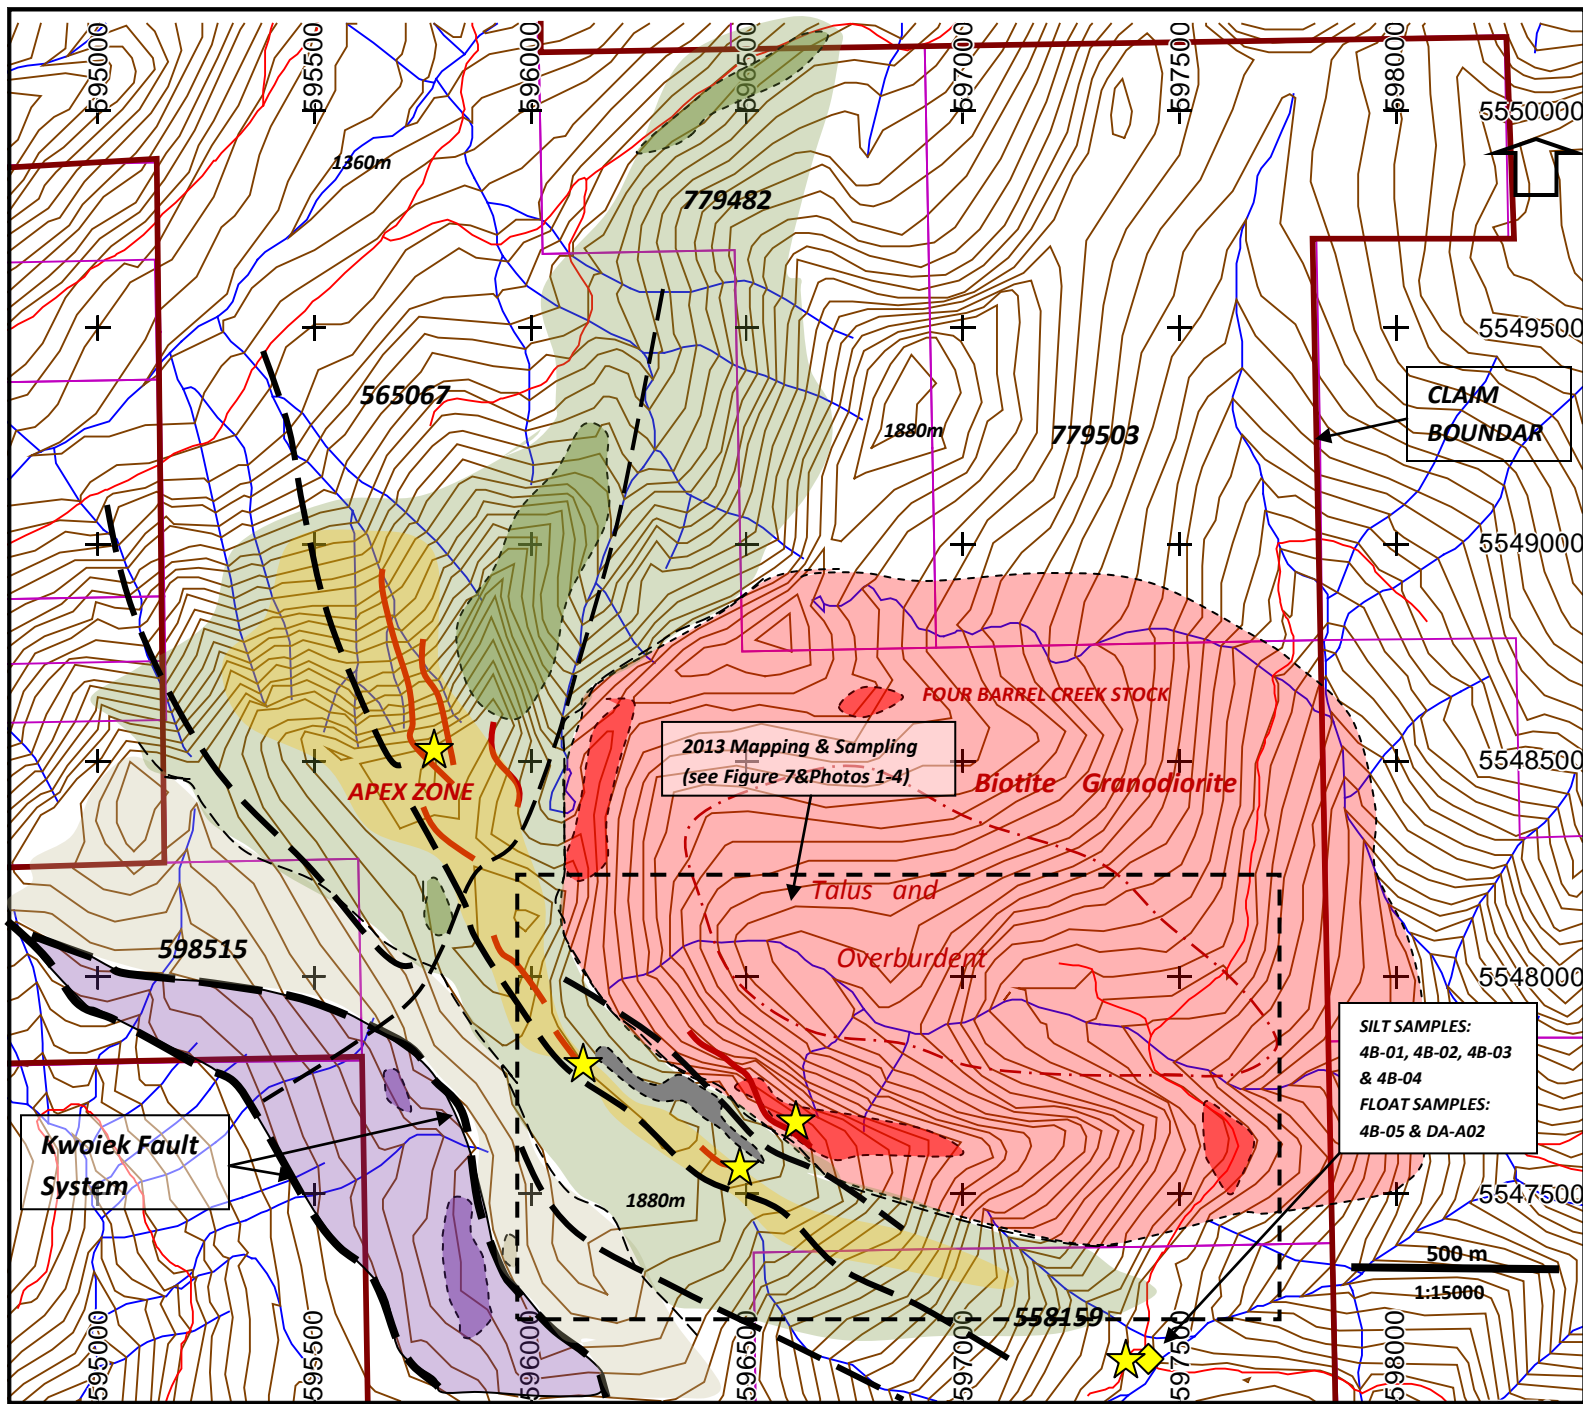 595000
595500
596000
596500
597000
597500
598000
5550000
1360m
779482
5549500
565067
CLAIM
BOUNDAR
1880m
779503
5549000
FOUR BARREL CREEK STOCK
2013 Mapping & Sampling
(see Figure 7&Photos 1-4)
5548500
Biotite Granodiorite
APEX ZONE
Talus and
Overburdent
598515
5548000
SILT SAMPLES:
4B-01, 4B-02, 4B-03
& 4B-04
FLOAT SAMPLES:
4B-05 & DA-A02
Kwoiek Fault
System
1880m
5547500
500 m
1:15000
558159
595000
595500
596000
596500
597000
597500
598000